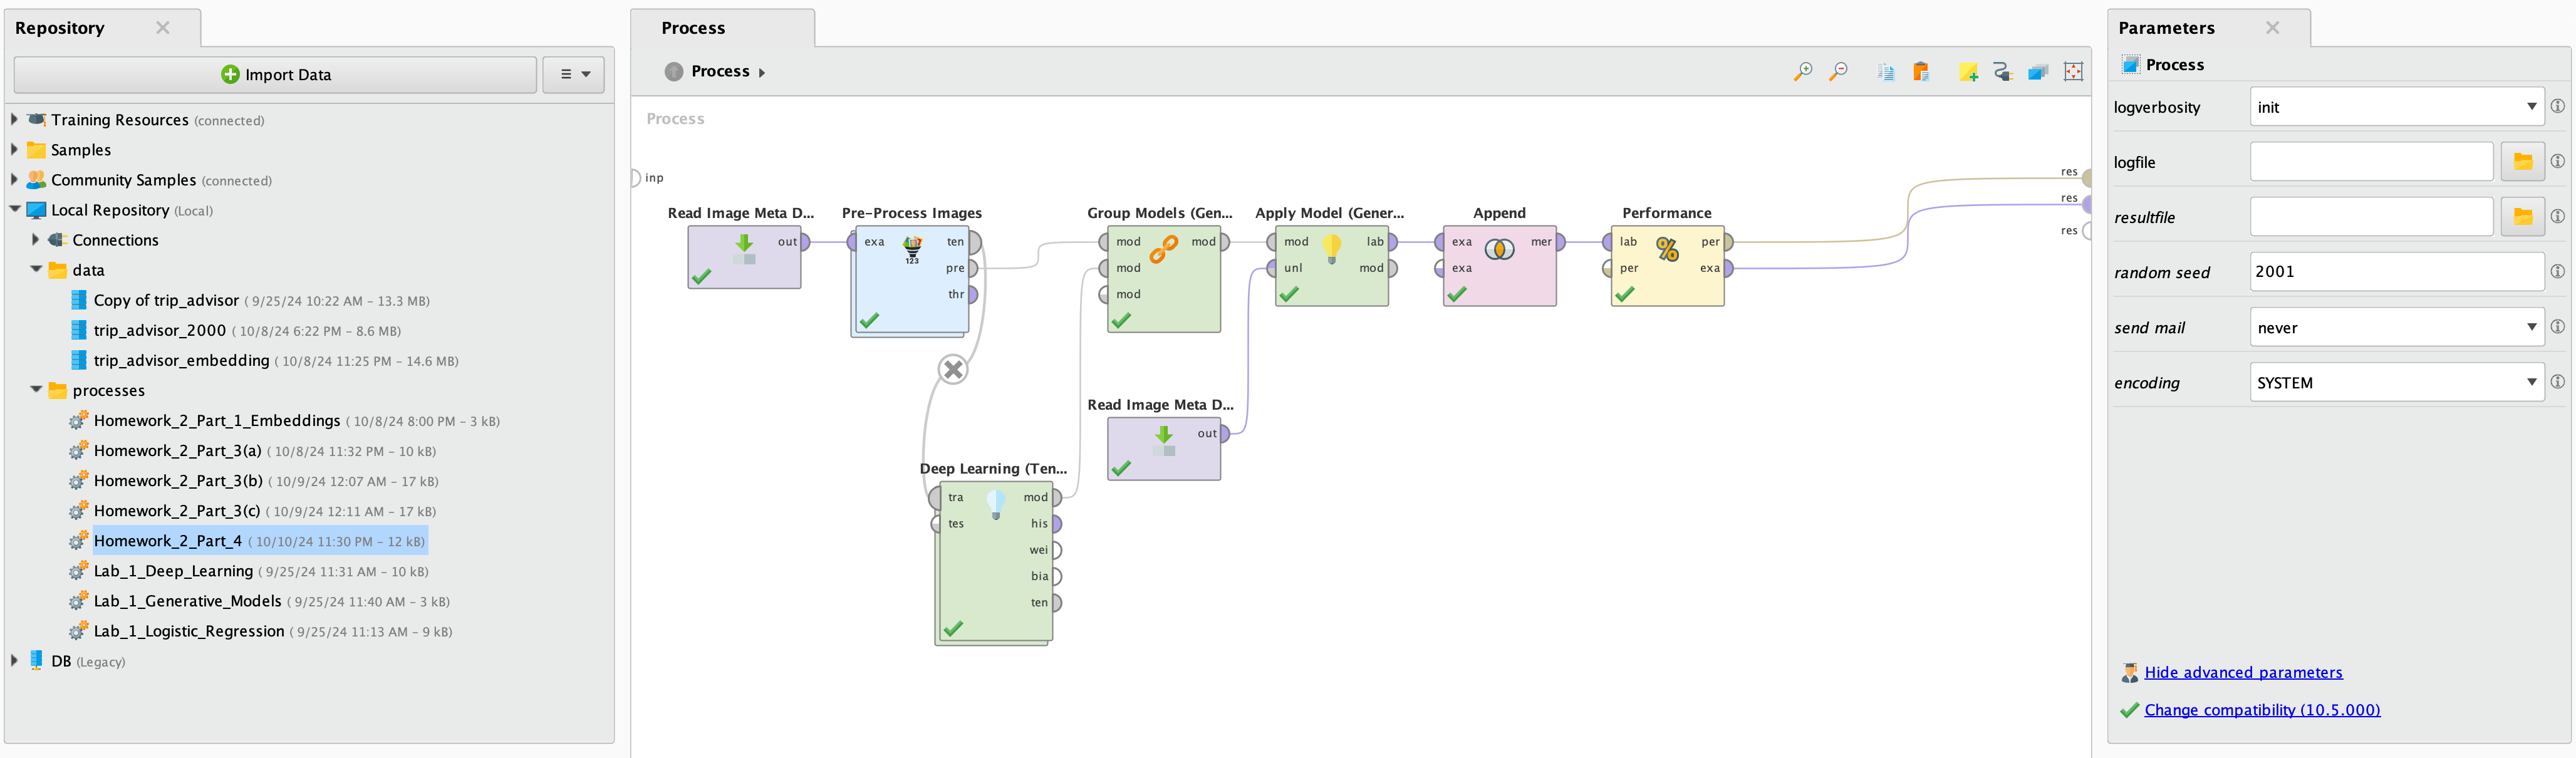 Repository
Import Data
Training Resources (connected)
Samples
Community Samples (connected)
Local Repository (Local)
Connections
data
Copy of trip_advisor (9/25/24 10:22 AM – 13.3 MB)
trip_advisor_2000 (10/8/24 6:22 PM – 8.6 MB)
trip_advisor_embedding (10/8/24 11:25 PM – 14.6 MB)
processes
Homework_2_Part_1_Embeddings (10/8/24 8:00 PM – 3 kB)
Homework_2_Part_3(a) (10/8/24 11:32 PM – 10 kB)
Homework_2_Part_3(b) (10/9/24 12:07 AM – 17 kB)
Homework_2_Part_3(c) (10/9/24 12:11 AM – 17 kB)
Homework_2_Part_4 (10/10/24 11:30 PM – 12 kB)
Lab_1_Deep_Learning (9/25/24 11:31 AM – 10 kB)
Lab_1_Generative_Models (9/25/24 11:40 AM – 3 kB)
Lab_1_Logistic_Regression (9/25/24 11:13 AM – 9 kB)
DB (Legacy)
Process
Process
Process
inp
Read Image Meta D...
out
Pre-Process Images
exa ten
pre
thr
123
Group Models (Gen...
mod mod
mod
mod
Apply Model (Gener...
mod lab
unl mod
Append
exa mer
exa
Performance
lab per
per exa
%
res
res
res
Read Image Meta D...
out
Deep Learning (Ten...
tra mod
tes his
wei
bia
ten
Parameters
Process
logverbosity init
logfile
resultfile
random seed 2001
send mail never
encoding SYSTEM
Hide advanced parameters
Change compatibility (10.5.000)